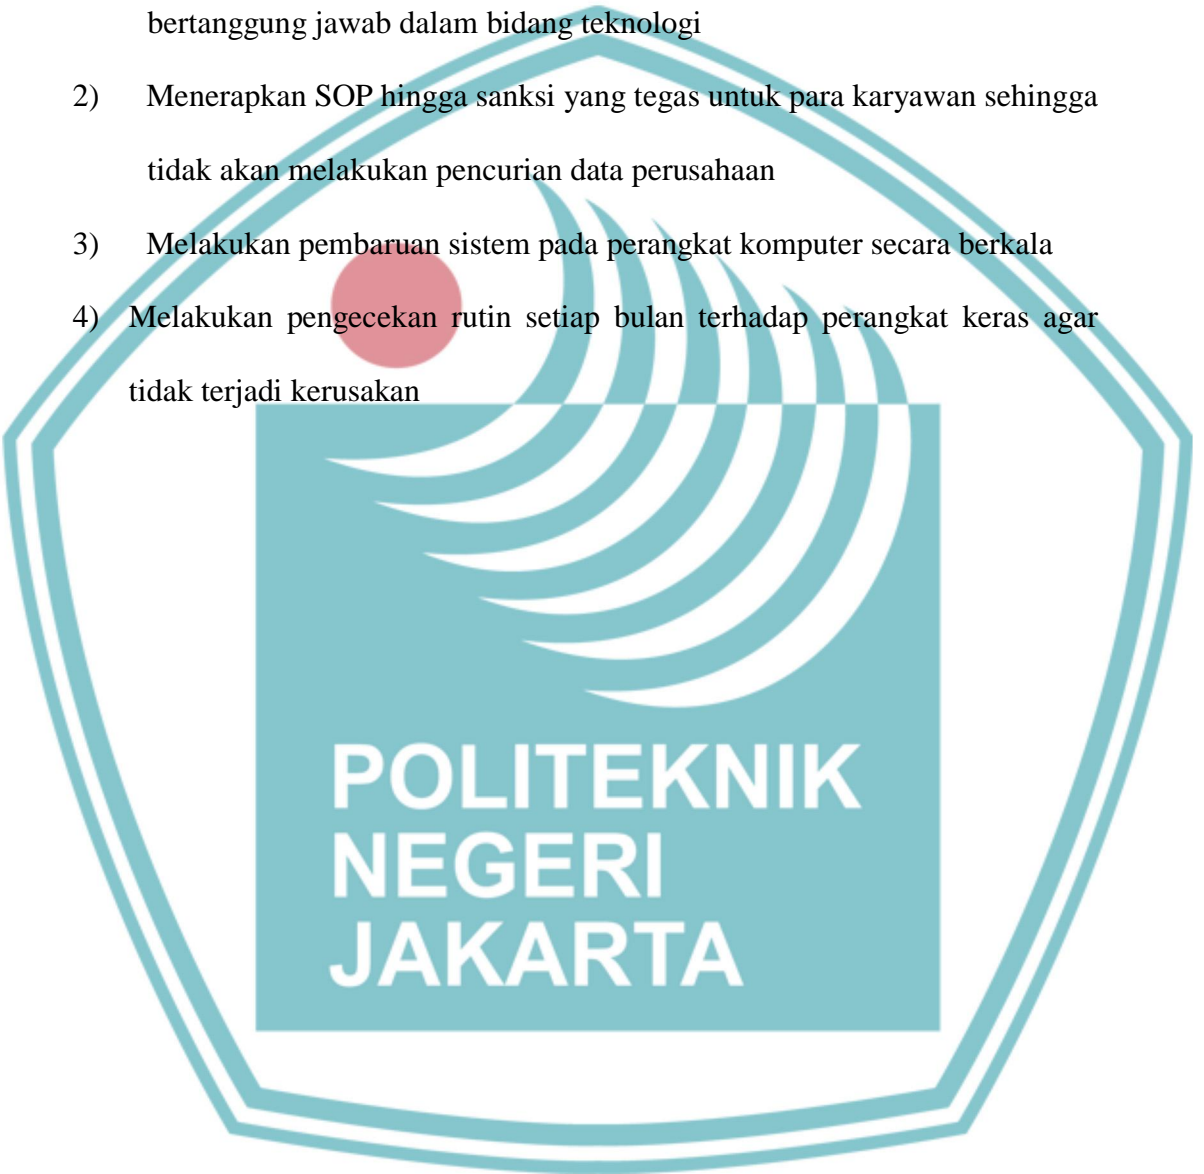 bertanggung jawab dalam bidang teknologi
2) Menerapkan SOP hingga sanksi yang tegas untuk para karyawan sehingga
tidak akan melakukan pencurian data perusahaan
3) Melakukan pembaruan sistem pada perangkat komputer secara berkala
4) Melakukan pengecekan rutin setiap bulan terhadap perangkat keras agar
tidak terjadi kerusakan
POLITEKNIK
NEGERI
JAKARTA